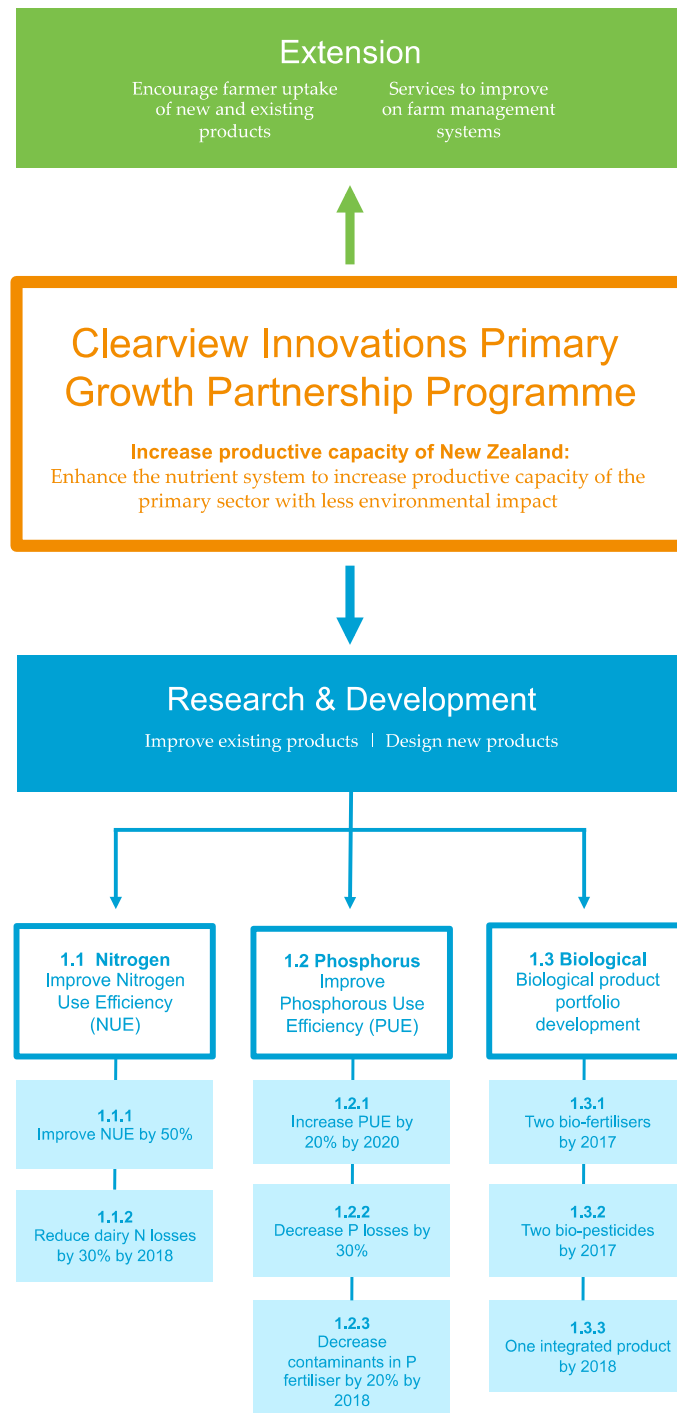 Extension
Encourage farmer uptake
of new and existing
products
Services to improve
on farm management
systems
Clearview Innovations Primary
Growth Partnership Programme
Increase productive capacity of New Zealand:
Enhance the nutrient system to increase productive capacity of the
primary sector with less environmental impact
Research & Development
Improve existing products | Design new products
1.1 Nitrogen
Improve Nitrogen
Use Efficiency
(NUE)
1.1.1
Improve NUE by 50%
1.1.2
Reduce dairy N losses
by 30% by 2018
1.2 Phosphorus
Improve
Phosphorous Use
Efficiency (PUE)
1.2.1
Increase PUE by
20% by 2020
1.2.2
Decrease P losses by
30%
1.2.3
Decrease
contaminants in P
fertiliser by 20% by
2018
1.3 Biological
Biological product
portfolio
development
1.3.1
Two bio-fertilisers
by 2017
1.3.2
Two bio-pesticides
by 2017
1.3.3
One integrated product
by 2018